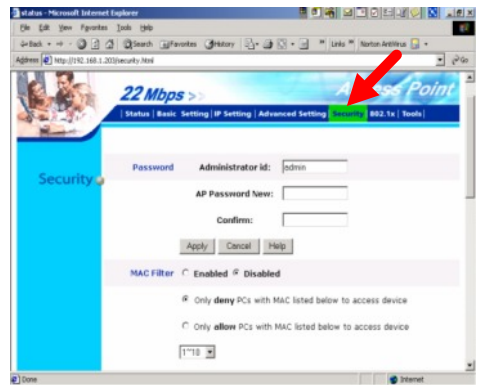 status - Microsoft Internet Explorer
File Edit View Favorites Tools Help
Back Search Favorites History Links Norton AntiVirus
Address http://192.168.1.203/security.html Go
Access Point
22 Mbps >>
| Status | Basic Setting | IP Setting | Advanced Setting | Security | 802.1x | Tools |
Security
Password Administrator id: admin
AP Password New:
Confirm:
Apply Cancel Help
MAC Filter Enabled Disabled
Only deny PCs with MAC listed below to access device
Only allow PCs with MAC listed below to access device
1~10
Done Internet